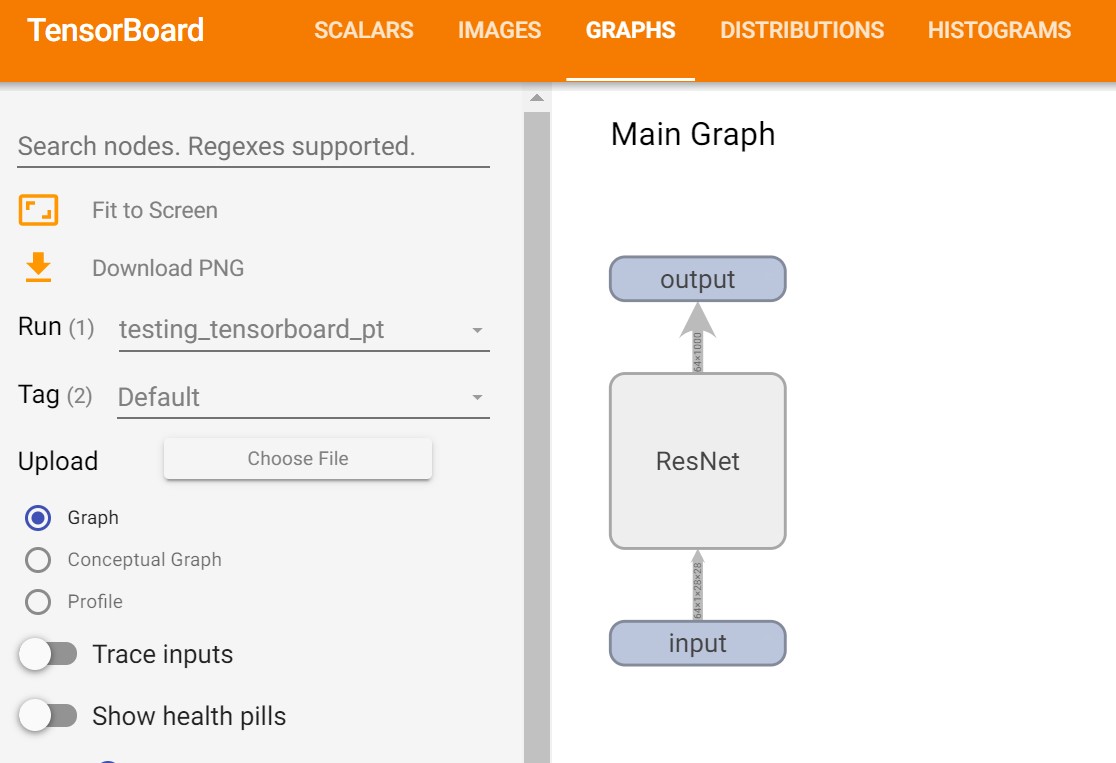 TensorBoard SCALARS IMAGES GRAPHS DISTRIBUTIONS HISTOGRAMS
Search nodes. Regexes supported.
Fit to Screen
Download PNG
Run (1) testing_tensorboard_pt
Tag (2) Default
Upload Choose File
Graph
Conceptual Graph
Profile
Trace inputs
Show health pills
Main Graph
output
64×1000
ResNet
64×1×28×28
input